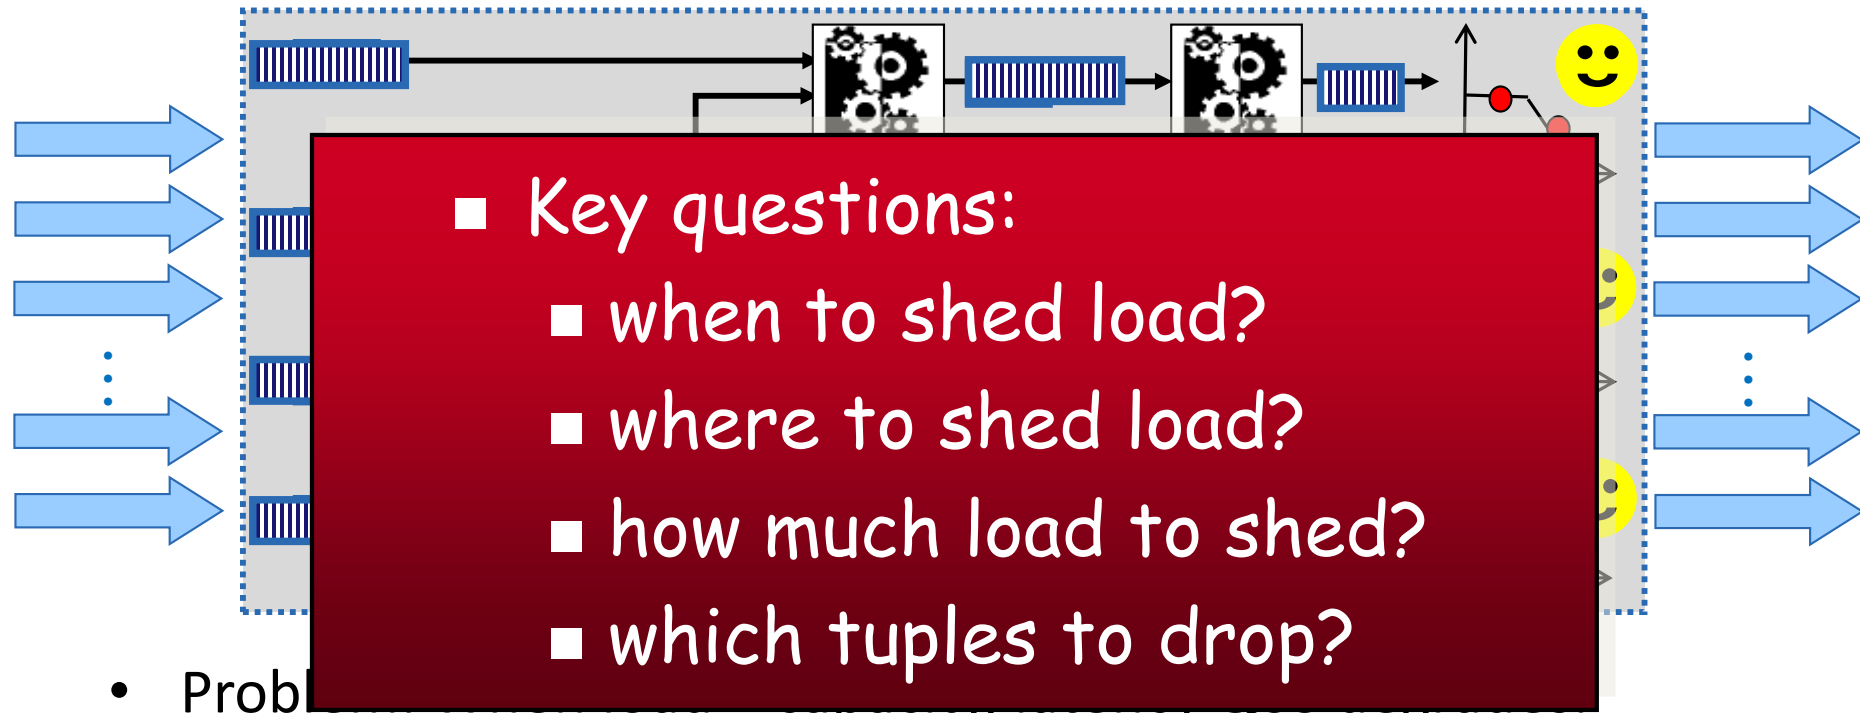 ■ Key questions:
■ when to shed load?
■ where to shed load?
■ how much load to shed?
■ which tuples to drop?